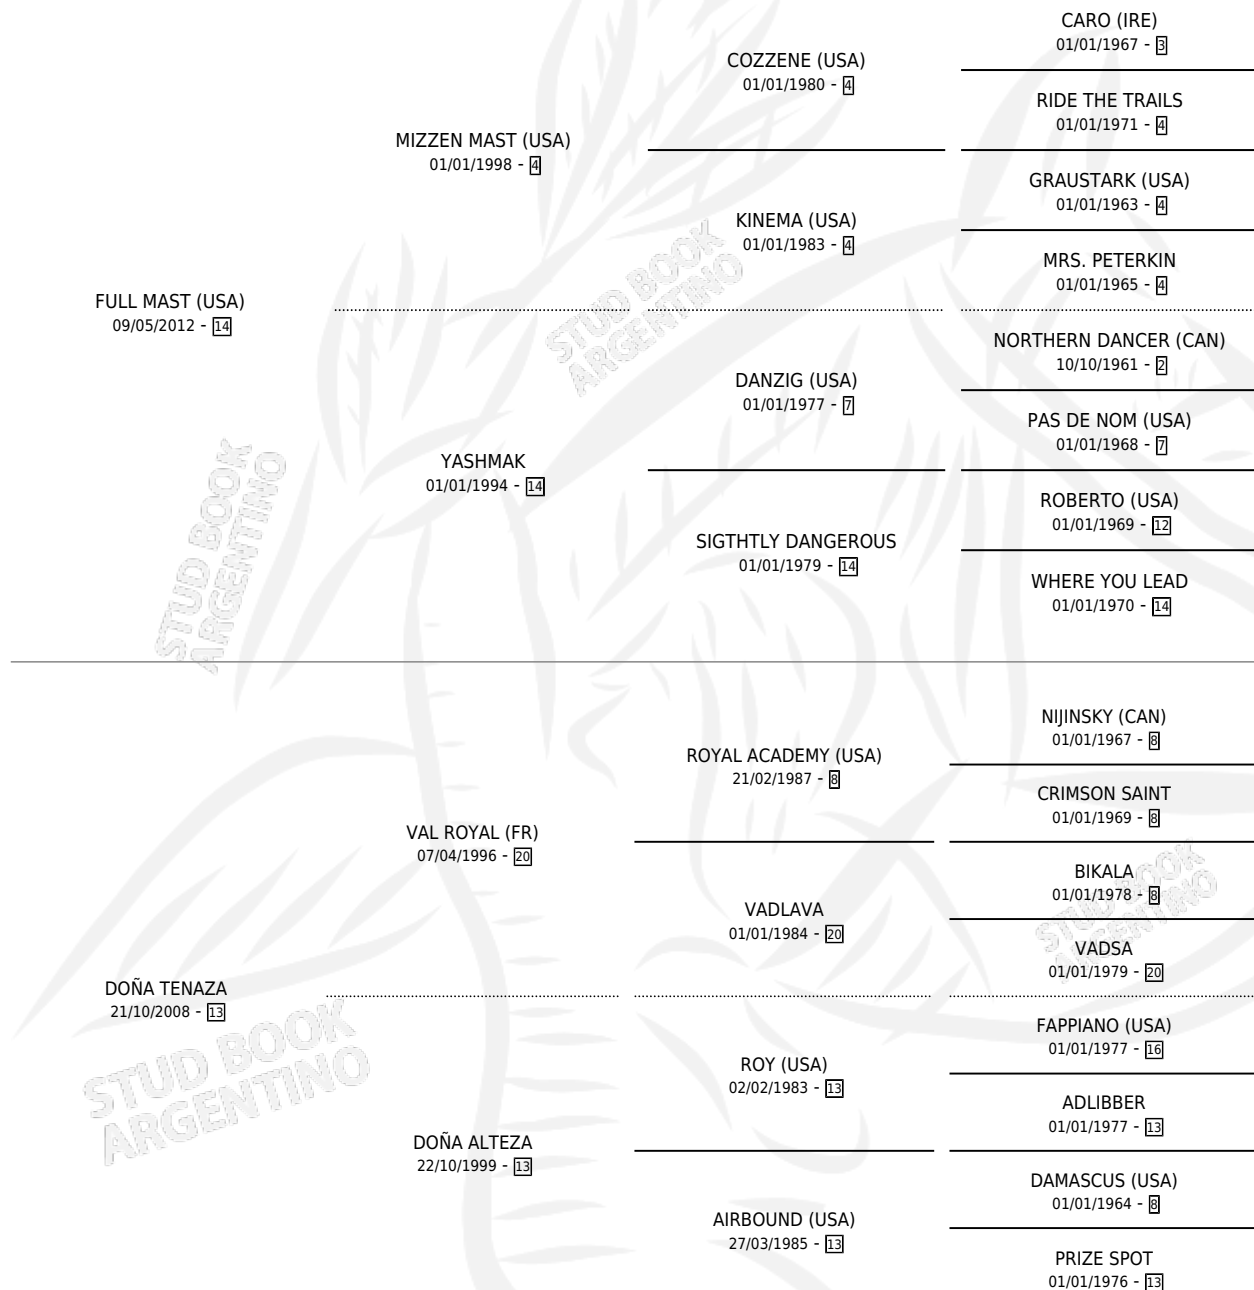 CARO (IRE)
01/01/1967 - 3
COZZENE (USA)
01/01/1980 - 4
RIDE THE TRAILS
01/01/1971 - 4
MIZZEN MAST (USA)
01/01/1998 - 4
GRAUSTARK (USA)
01/01/1963 - 4
KINEMA (USA)
01/01/1983 - 4
MRS. PETERKIN
01/01/1965 - 4
FULL MAST (USA)
09/05/2012 - 14
NORTHERN DANCER (CAN)
10/10/1961 - 2
DANZIG (USA)
01/01/1977 - 7
PAS DE NOM (USA)
01/01/1968 - 7
YASHMAK
01/01/1994 - 14
ROBERTO (USA)
01/01/1969 - 12
SIGTHTLY DANGEROUS
01/01/1979 - 14
WHERE YOU LEAD
01/01/1970 - 14
NIJINSKY (CAN)
01/01/1967 - 8
ROYAL ACADEMY (USA)
21/02/1987 - 8
CRIMSON SAINT
01/01/1969 - 8
VAL ROYAL (FR)
07/04/1996 - 20
BIKALA
01/01/1978 - 8
VADLAVA
01/01/1984 - 20
VADSA
01/01/1979 - 20
DOÑA TENAZA
21/10/2008 - 13
FAPPIANO (USA)
01/01/1977 - 16
ROY (USA)
02/02/1983 - 13
ADLIBBER
01/01/1977 - 13
DOÑA ALTEZA
22/10/1999 - 13
DAMASCUS (USA)
01/01/1964 - 8
AIRBOUND (USA)
27/03/1985 - 13
PRIZE SPOT
01/01/1976 - 13
STUD BOOK
ARGENTINO
STUD BOOK
ARGENTINO
STUD BOOK
ARGENTINO
STUD BOOK
ARGENTINO